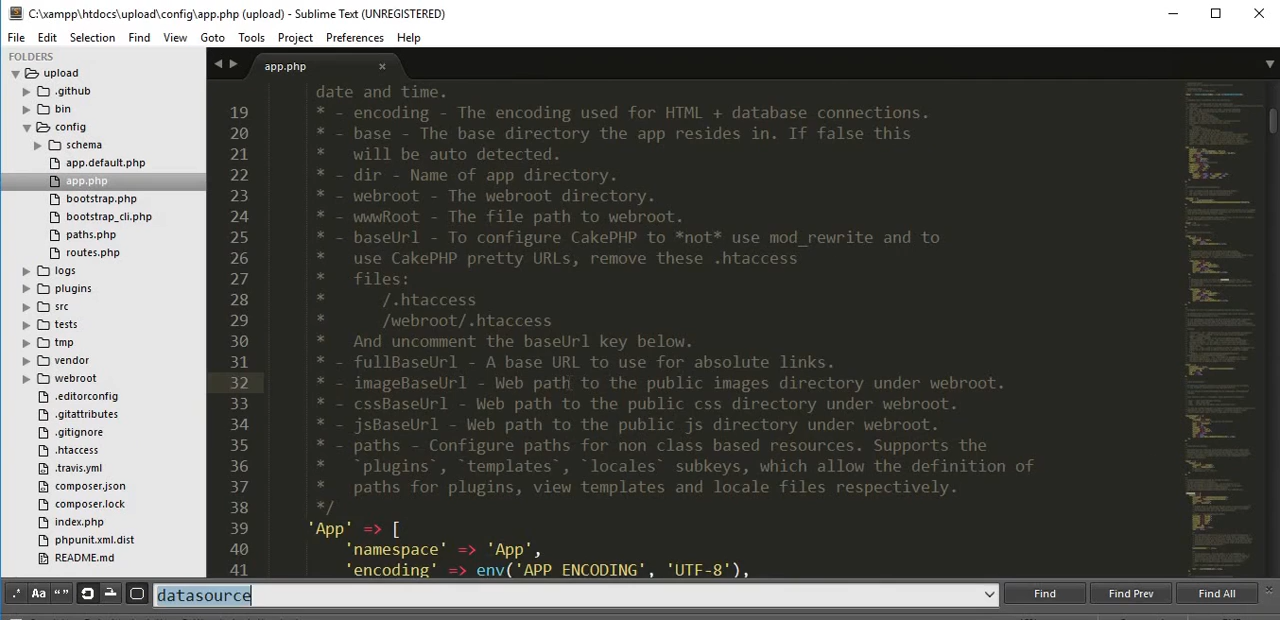 C:\xampp\htdocs\upload\config\app.php (upload) - Sublime Text (UNREGISTERED)
File Edit Selection Find View Goto Tools Project Preferences Help
FOLDERS
upload
.github
bin
config
schema
app.default.php
app.php
bootstrap.php
bootstrap_cli.php
paths.php
routes.php
logs
plugins
src
tests
tmp
vendor
webroot
.editorconfig
.gitattributes
.gitignore
.htaccess
.travis.yml
composer.json
composer.lock
index.php
phpunit.xml.dist
README.md
app.php
date and time.
19 * - encoding - The encoding used for HTML + database connections.
20 * - base - The base directory the app resides in. If false this
21 *   will be auto detected.
22 * - dir - Name of app directory.
23 * - webroot - The webroot directory.
24 * - wwwRoot - The file path to webroot.
25 * - baseUrl - To configure CakePHP to *not* use mod_rewrite and to
26 *   use CakePHP pretty URLs, remove these .htaccess
27 *   files:
28 *      /.htaccess
29 *      /webroot/.htaccess
30 *   And uncomment the baseUrl key below.
31 * - fullBaseUrl - A base URL to use for absolute links.
32 * - imageBaseUrl - Web path to the public images directory under webroot.
33 * - cssBaseUrl - Web path to the public css directory under webroot.
34 * - jsBaseUrl - Web path to the public js directory under webroot.
35 * - paths - Configure paths for non class based resources. Supports the
36 *   `plugins`, `templates`, `locales` subkeys, which allow the definition of
37 *   paths for plugins, view templates and locale files respectively.
38 */
39 'App' => [
40 'namespace' => 'App',
41 'encoding' => env('APP_ENCODING', 'UTF-8'),
.* Aa “” datasource Find Find Prev Find All